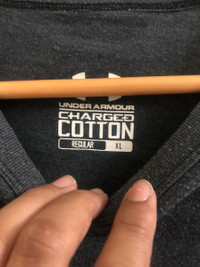 UNDER ARMOUR
CHARGED
COTTON
REGULAR XL